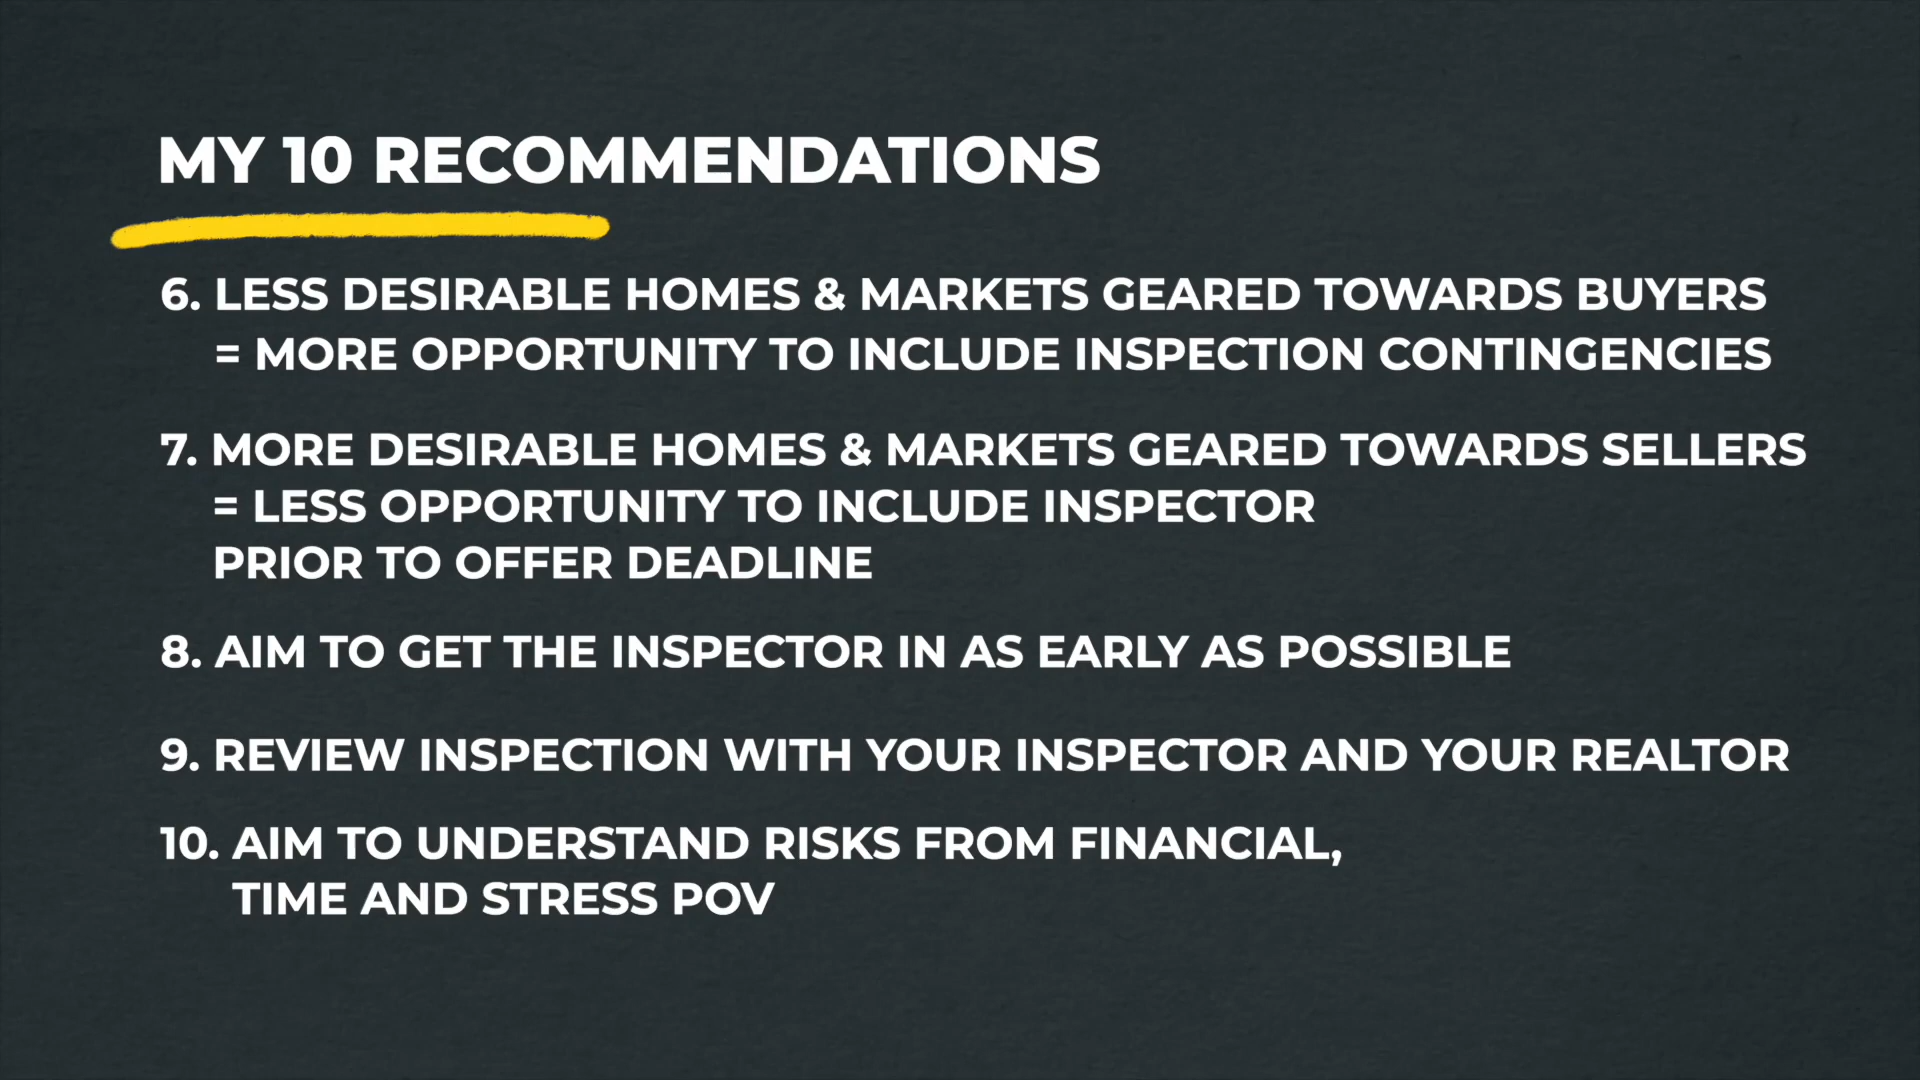 MY 10 RECOMMENDATIONS
6. LESS DESIRABLE HOMES & MARKETS GEARED TOWARDS BUYERS
= MORE OPPORTUNITY TO INCLUDE INSPECTION CONTINGENCIES
7. MORE DESIRABLE HOMES & MARKETS GEARED TOWARDS SELLERS
= LESS OPPORTUNITY TO INCLUDE INSPECTOR
PRIOR TO OFFER DEADLINE
8. AIM TO GET THE INSPECTOR IN AS EARLY AS POSSIBLE
9. REVIEW INSPECTION WITH YOUR INSPECTOR AND YOUR REALTOR
10. AIM TO UNDERSTAND RISKS FROM FINANCIAL,
TIME AND STRESS POV